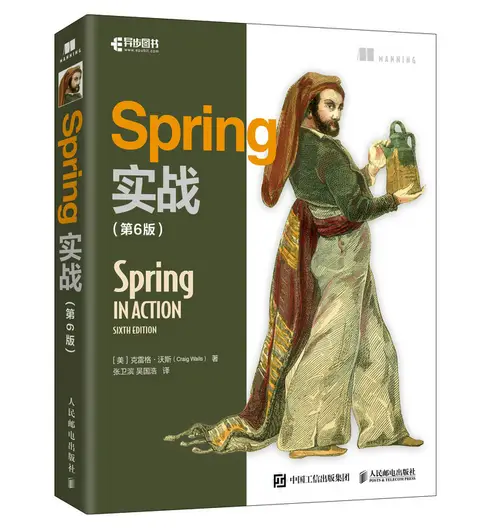 MANNING
Spring
实战
(第6版)
人民邮电出版社
异步图书
www.epubit.com
MANNING
Spring
实战
(第6版)
Spring
IN ACTION
SIXTH EDITION
[美] 克雷格·沃斯(Craig Walls) 著
张卫滨 吴国浩 译
中国工信出版集团
人民邮电出版社